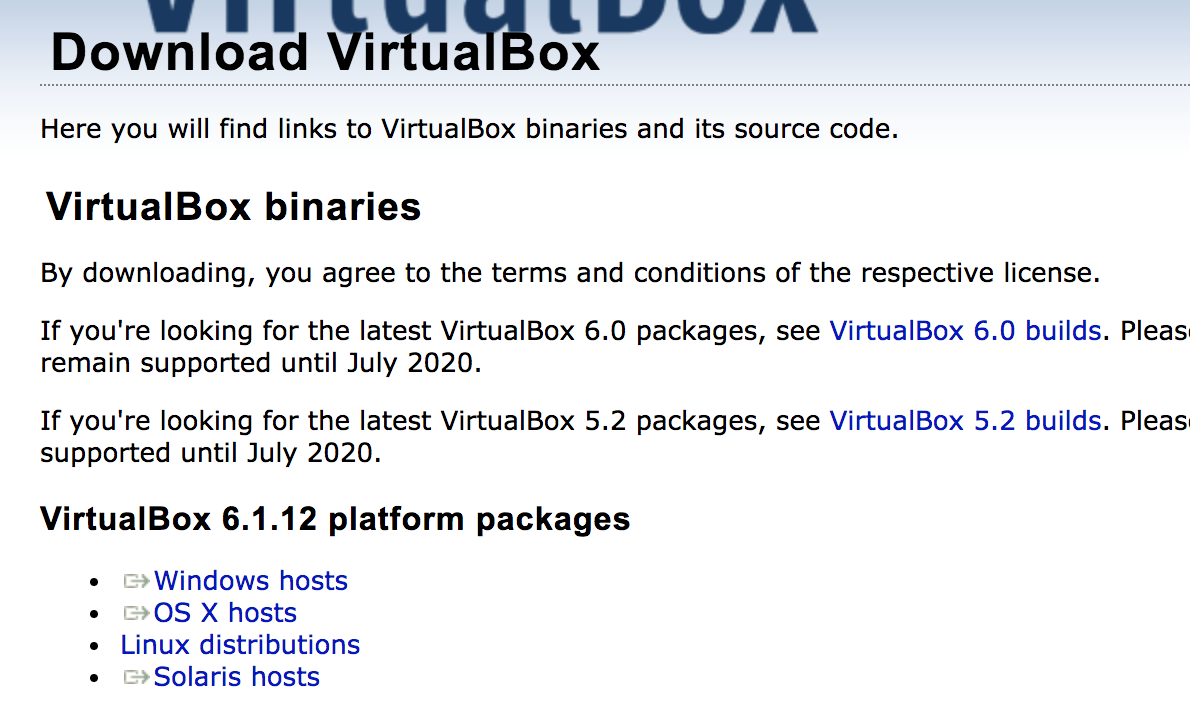 VirtualBox
Download VirtualBox
Here you will find links to VirtualBox binaries and its source code.
VirtualBox binaries
By downloading, you agree to the terms and conditions of the respective license.
If you're looking for the latest VirtualBox 6.0 packages, see VirtualBox 6.0 builds. Pleas
remain supported until July 2020.
If you're looking for the latest VirtualBox 5.2 packages, see VirtualBox 5.2 builds. Pleas
supported until July 2020.
VirtualBox 6.1.12 platform packages
Windows hosts
OS X hosts
Linux distributions
Solaris hosts